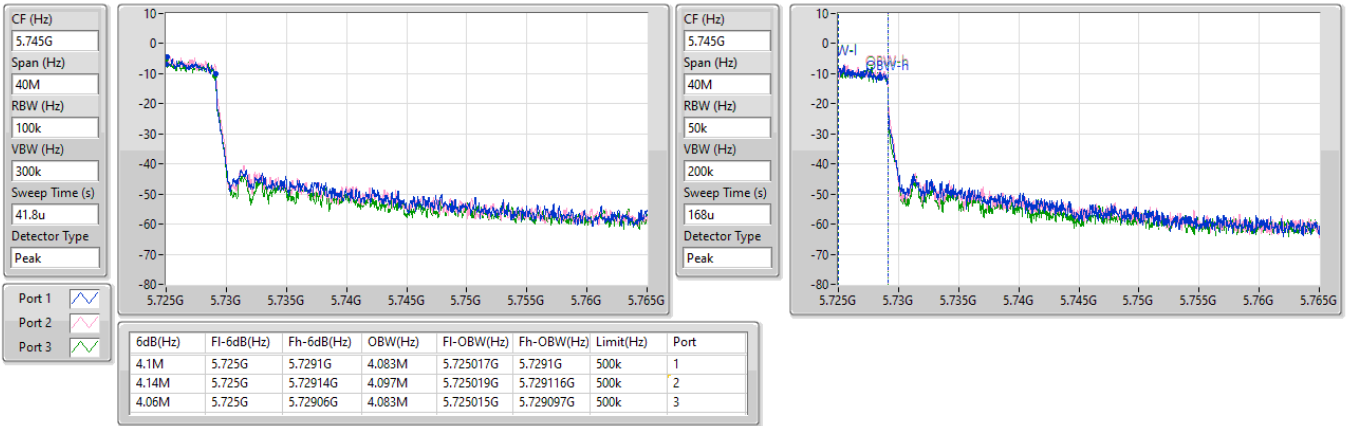 CF (Hz)
5.745G
Span (Hz)
40M
RBW (Hz)
100k
VBW (Hz)
300k
Sweep Time (s)
41.8u
Detector Type
Peak
10
0
-10
-20
-30
-40
-50
-60
-70
-80
5.725G 5.73G 5.735G 5.74G 5.745G 5.75G 5.755G 5.76G 5.765G
CF (Hz)
5.745G
Span (Hz)
40M
RBW (Hz)
50k
VBW (Hz)
200k
Sweep Time (s)
168u
Detector Type
Peak
10
0
-10
-20
-30
-40
-50
-60
-70
-80
W-l
OBW-h
5.725G 5.73G 5.735G 5.74G 5.745G 5.75G 5.755G 5.76G 5.765G
Port 1
Port 2
Port 3
6dB(Hz) Fl-6dB(Hz) Fh-6dB(Hz) OBW(Hz) Fl-OBW(Hz) Fh-OBW(Hz) Limit(Hz) Port
4.1M 5.725G 5.7291G 4.083M 5.725017G 5.7291G 500k 1
4.14M 5.725G 5.72914G 4.097M 5.725019G 5.729116G 500k 2
4.06M 5.725G 5.72906G 4.083M 5.725015G 5.729097G 500k 3